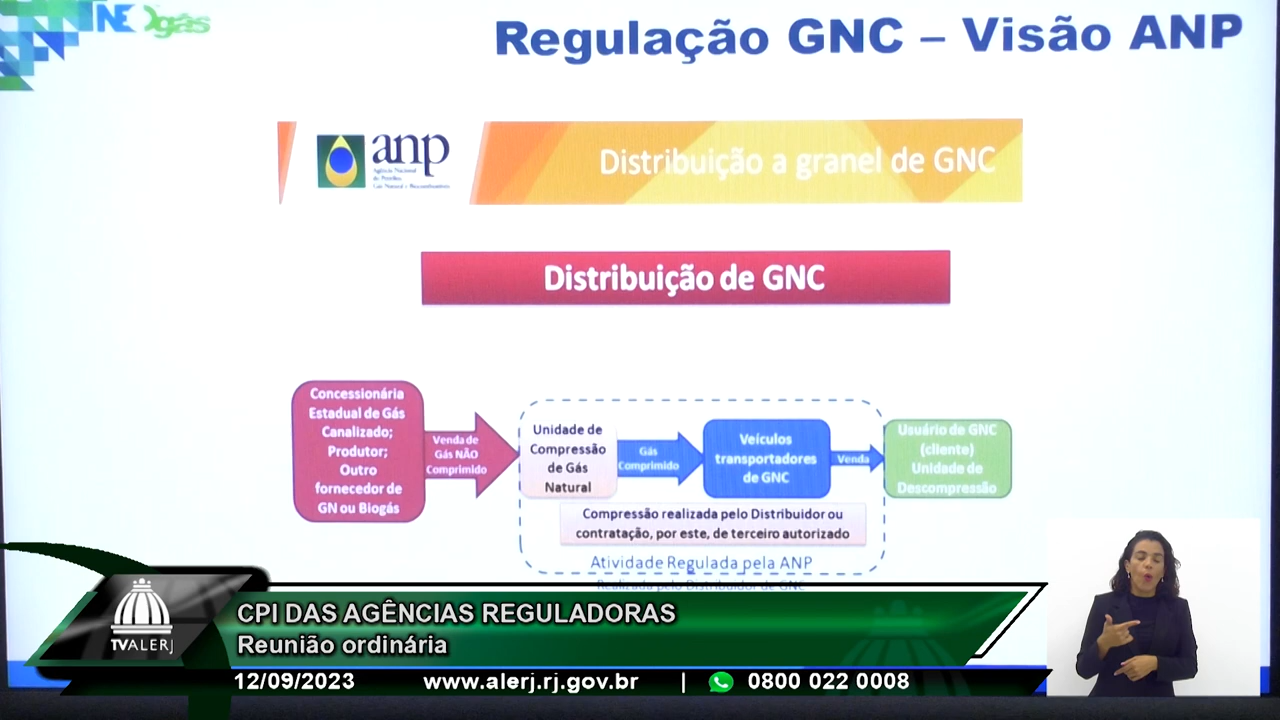 NEOgás
Regulação GNC – Visão ANP
anp
Agência Nacional
do Petróleo,
Gás Natural e Biocombustíveis
Distribuição a granel de GNC
Distribuição de GNC
Concessionária
Estadual de Gás
Canalizado;
Produtor;
Outro
fornecedor de
GN ou Biogás
Venda de
Gás NÃO
Comprimido
Unidade de
Compressão
de Gás
Natural
Gás
Comprimido
Veículos
transportadores
de GNC
Venda
Usuário de GNC
(cliente)
Unidade de
Descompressão
Compressão realizada pelo Distribuidor ou
contratação, por este, de terceiro autorizado
Atividade Regulada pela ANP
Realizada pelo Distribuidor de GNC
TVALERJ
CPI DAS AGÊNCIAS REGULADORAS
Reunião ordinária
12/09/2023 www.alerj.rj.gov.br | 0800 022 0008